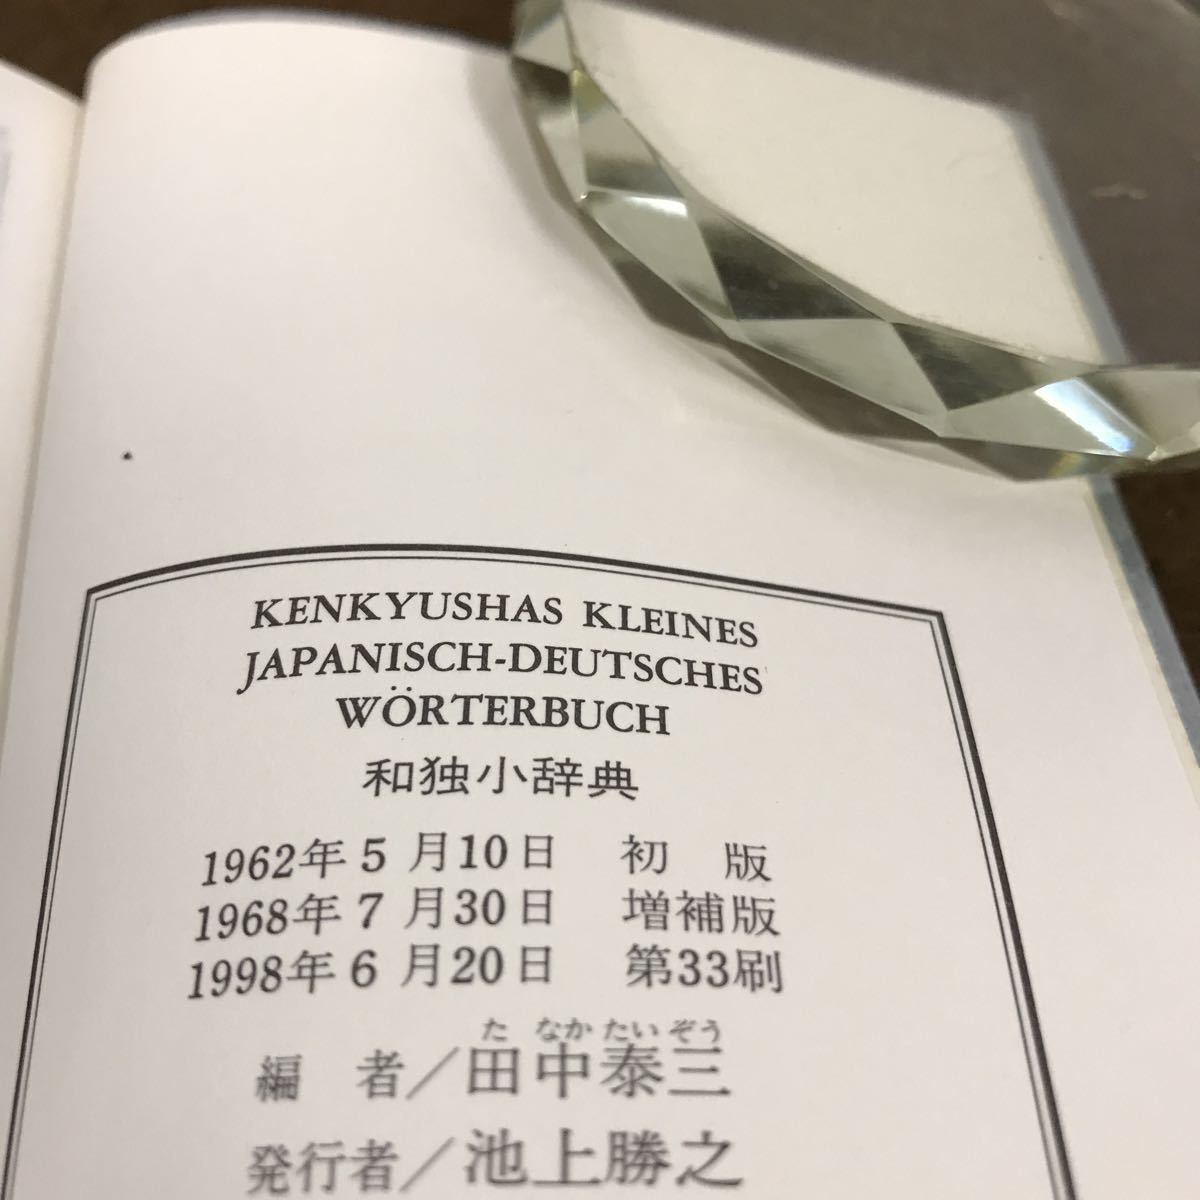 KENKYUSHAS KLEINES
JAPANISCH-DEUTSCHES
WÖRTERBUCH
和独小辞典
1962年5月10日 初版
1968年7月30日 増補版
1998年6月20日 第33刷
たなかたいぞう
編者／田中泰三
発行者／池上勝之